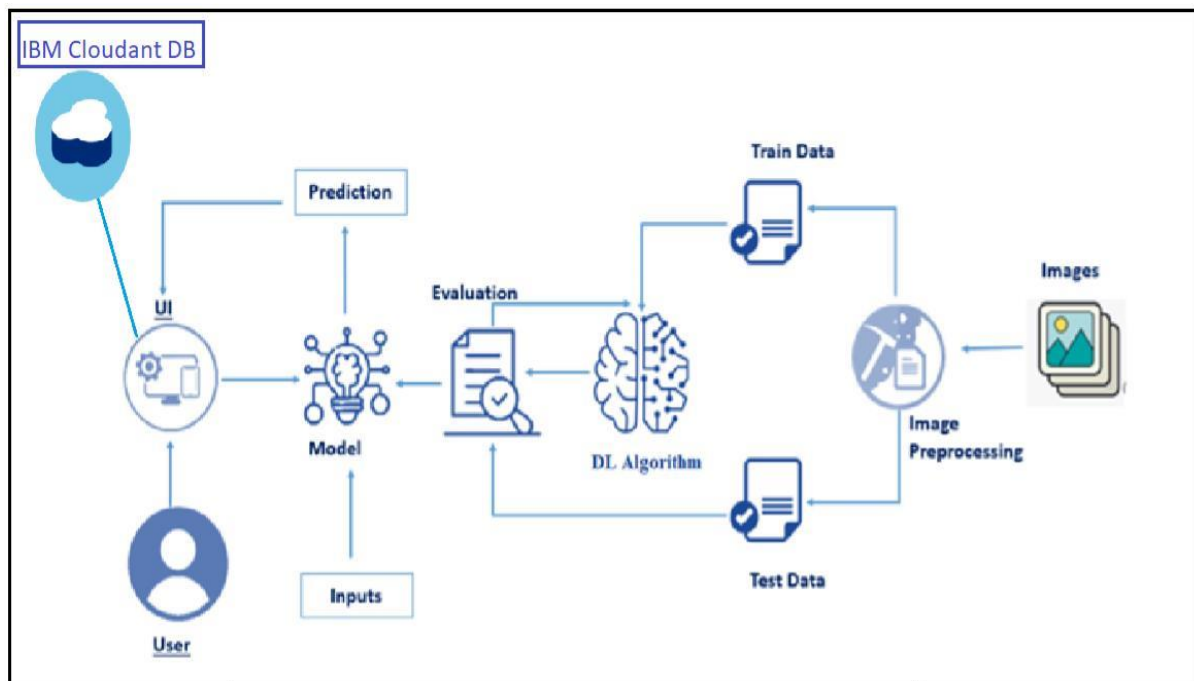 IBM Cloudant DB
Train Data
Prediction
Images
Evaluation
UI
Image
Preprocessing
Model
DL Algorithm
Test Data
Inputs
User